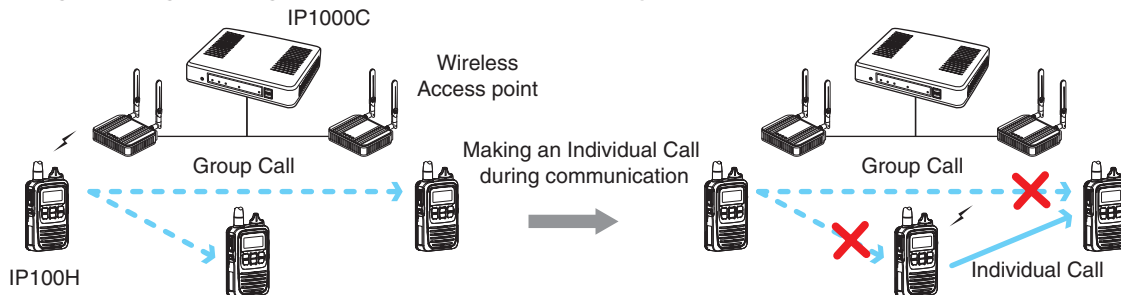 IP1000C
Wireless
Access point
Group Call
IP100H
Making an Individual Call
during communication
Group Call
Individual Call